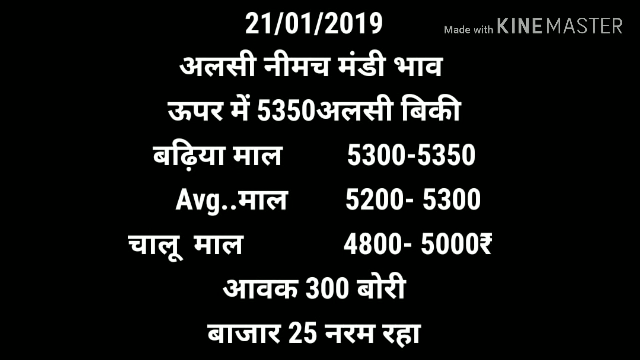 21/01/2019
Made with KINEMASTER
अलसी नीमच मंडी भाव
ऊपर में 5350अलसी बिकी
बढ़िया माल 5300-5350
Avg..माल 5200- 5300
चालू माल 4800- 5000₹
आवक 300 बोरी
बाजार 25 नरम रहा